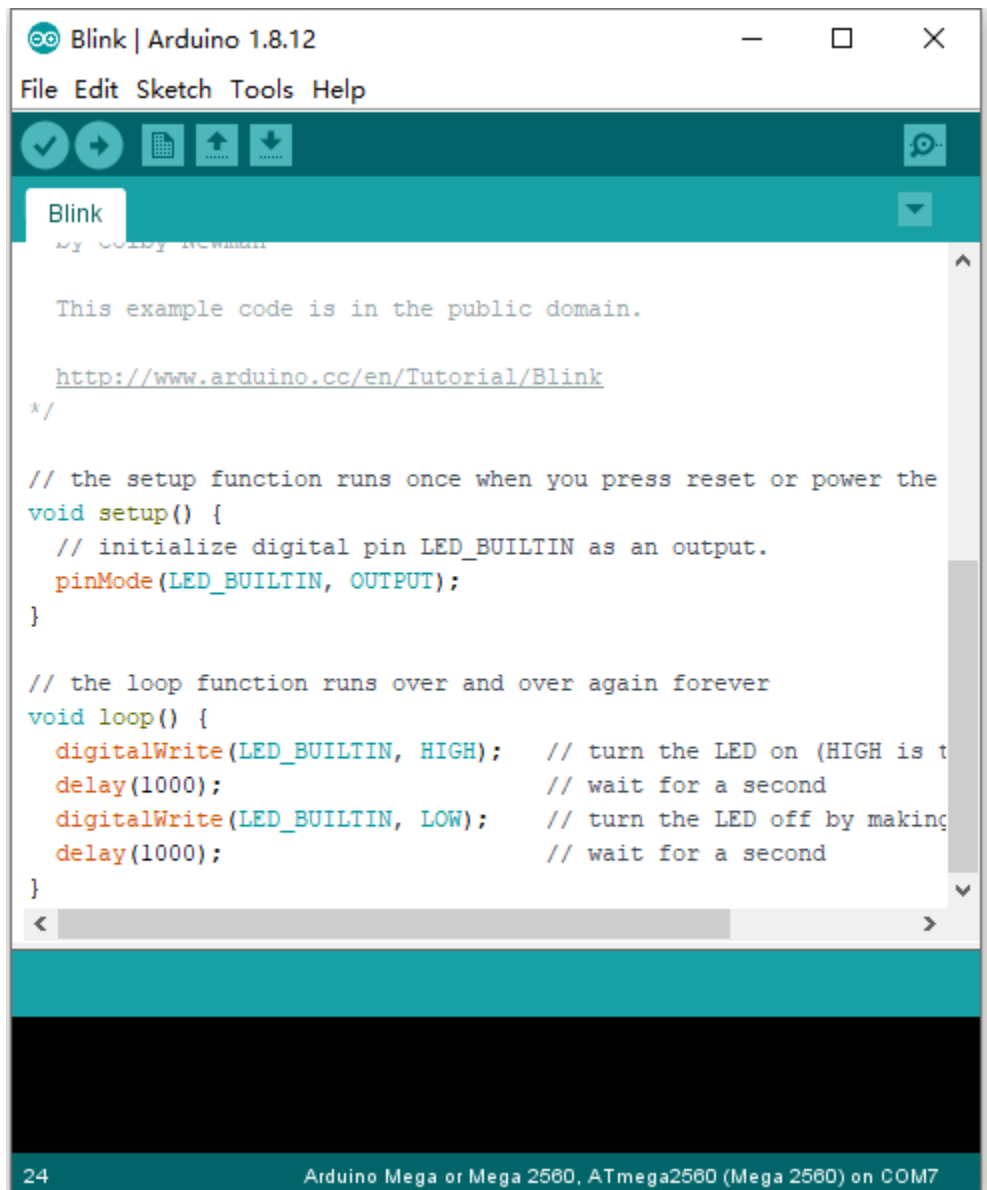 Blink | Arduino 1.8.12
File Edit Sketch Tools Help
Blink
by Colby Newman
This example code is in the public domain.
http://www.arduino.cc/en/Tutorial/Blink
*/
// the setup function runs once when you press reset or power the
void setup() {
// initialize digital pin LED_BUILTIN as an output.
pinMode(LED_BUILTIN, OUTPUT);
}
// the loop function runs over and over again forever
void loop() {
digitalWrite(LED_BUILTIN, HIGH); // turn the LED on (HIGH is t
delay(1000); // wait for a second
digitalWrite(LED_BUILTIN, LOW); // turn the LED off by making
delay(1000); // wait for a second
}
24 Arduino Mega or Mega 2560, ATmega2560 (Mega 2560) on COM7